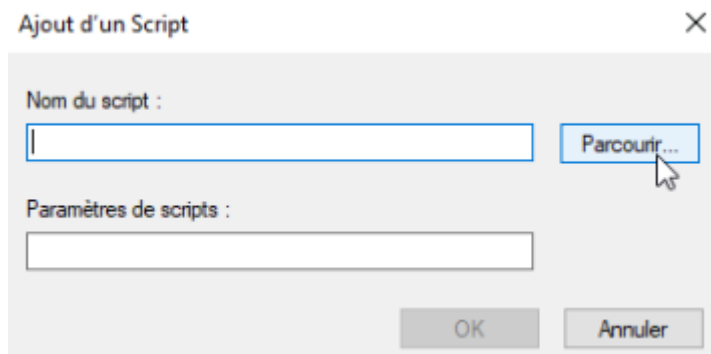 Ajout d'un Script
Nom du script :
Parcourir...
Paramètres de scripts :
OK
Annuler